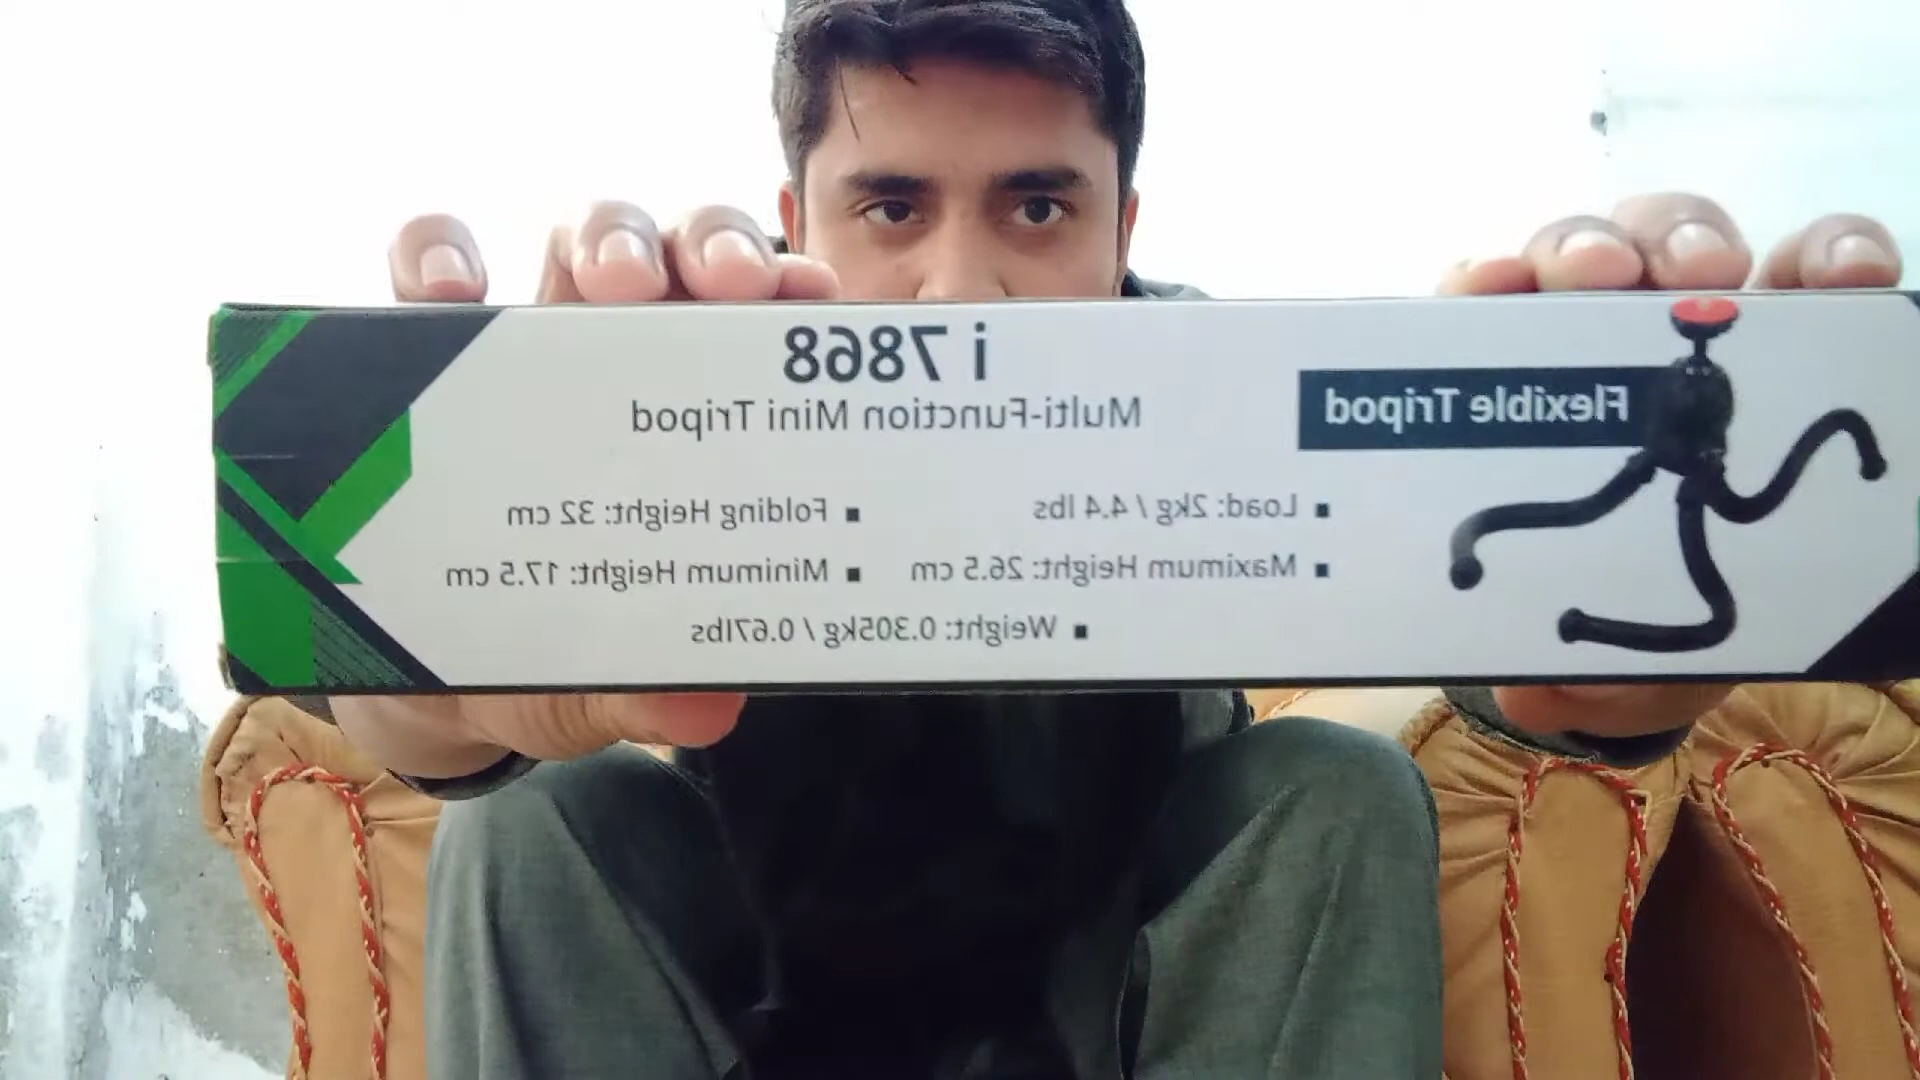 i 7868
Multi-Function Mini Tripod
Flexible Tripod
▪ Load: 2kg / 4.4 lbs
▪ Folding Height: 32 cm
▪ Maximum Height: 26.5 cm
▪ Minimum Height: 17.5 cm
▪ Weight: 0.305kg / 0.67lbs